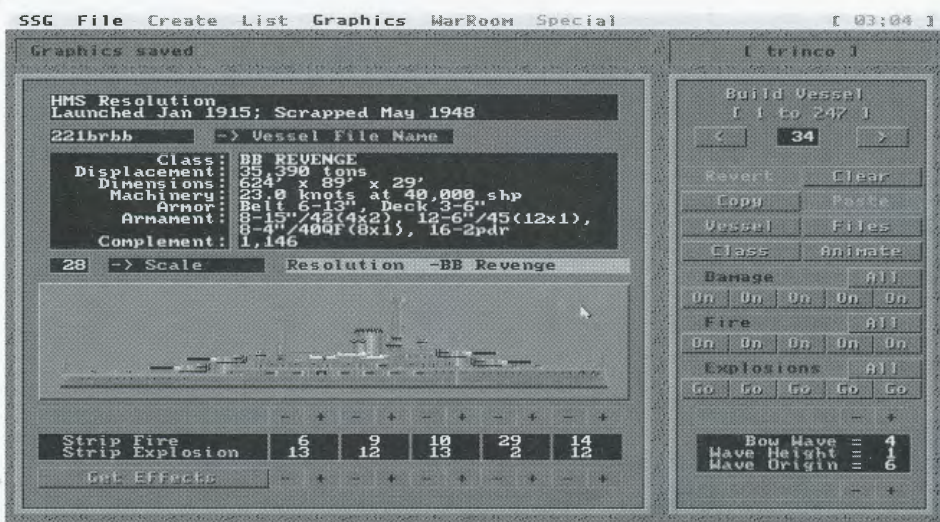 SSG File Create List Graphics WarRoom Special [ 03:04 ]
Graphics saved
[ trinco ]
HMS Resolution
Launched Jan 1915; Scrapped May 1948
221brbb -> Vessel File Name
Class: BB REVENGE
Displacement: 35,390 tons
Dimensions: 624' x 89' x 29'
Machinery: 23.0 knots at 40,000 shp
Armor: Belt 6-13", Deck 3-6"
Armament: 8-15"/42(4x2), 12-6"/45(12x1),
8-4"/40QF(8x1), 16-2pdr
Complement: 1,146
28 -> Scale Resolution -BB Revenge
- + - + - + - + - +
Strip Fire 6 9 10 29 14
Strip Explosion 13 12 13 2 12
Get Effects - + - + - + - + - +
Build Vessel
[ 1 to 247 ]
< 34 >
Revert Clear
Copy Paste
Vessel Files
Class Animate
Damage All
On On On On On
Fire All
On On On On On
Explosions All
Go Go Go Go Go
- +
Bow Wave = 4
Wave Height = 1
Wave Origin = 6
- +